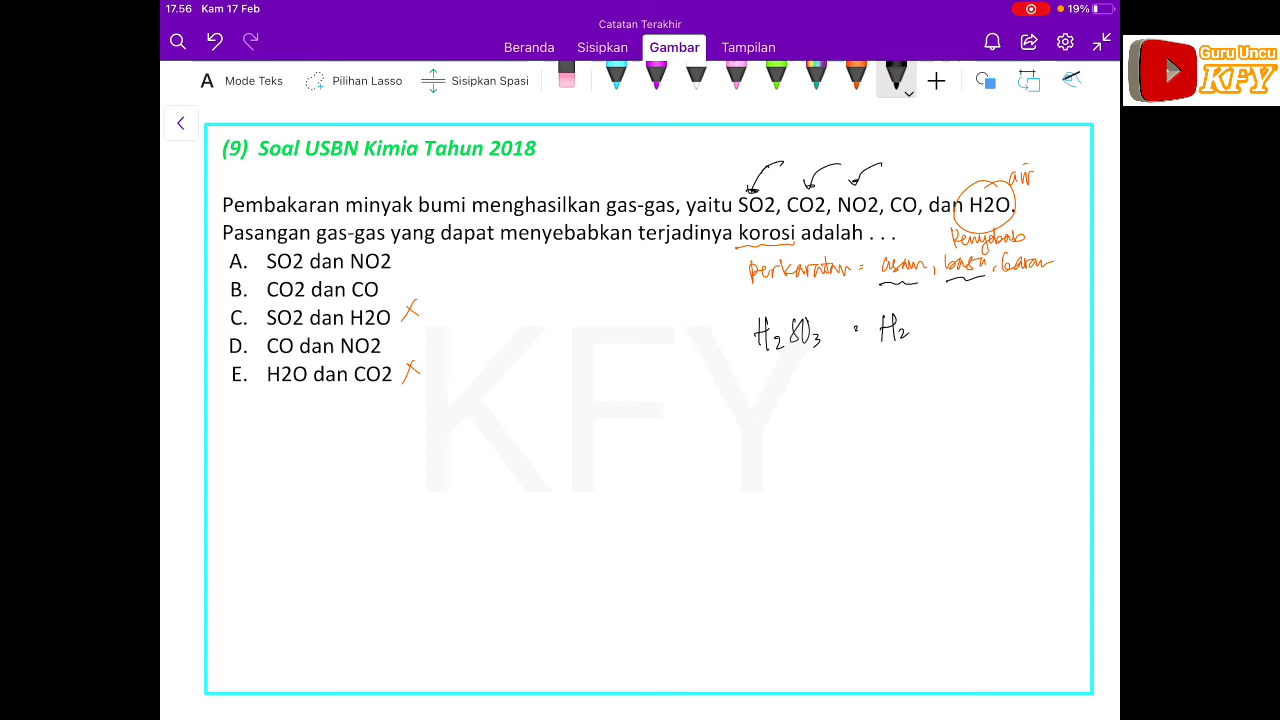 17.56 Kam 17 Feb
Catatan Terakhir
19%
Beranda Sisipkan Gambar Tampilan
Guru Uncu
KFY
A Mode Teks Pilihan Lasso Sisipkan Spasi
(9) Soal USBN Kimia Tahun 2018
air
Pembakaran minyak bumi menghasilkan gas-gas, yaitu SO2, CO2, NO2, CO, dan H2O.
Pasangan gas-gas yang dapat menyebabkan terjadinya korosi adalah . . .
Penyebab
A. SO2 dan NO2
perkaratan = asam, basa, garam
B. CO2 dan CO
C. SO2 dan H2O X
H2SO3 . H2
D. CO dan NO2
E. H2O dan CO2 X
KFY